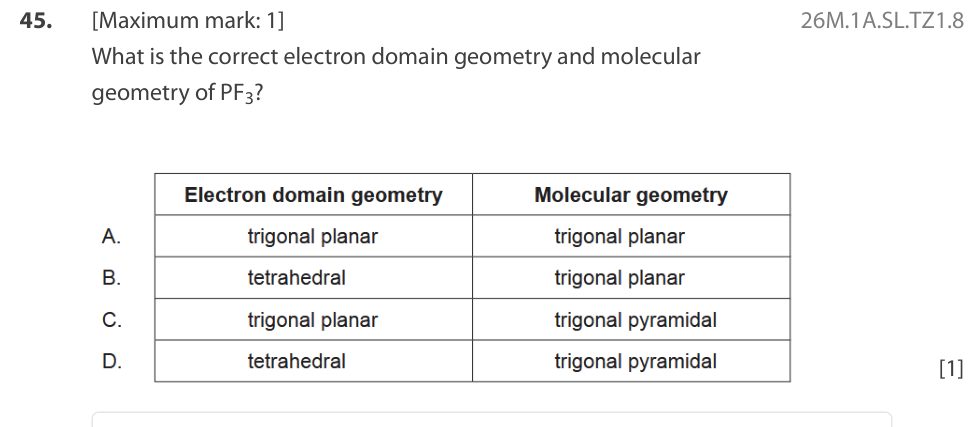 45. [Maximum mark: 1] 26M.1A.SL.TZ1.8
What is the correct electron domain geometry and molecular
geometry of PF₃?
Electron domain geometry Molecular geometry
A. trigonal planar trigonal planar
B. tetrahedral trigonal planar
C. trigonal planar trigonal pyramidal
D. tetrahedral trigonal pyramidal
[1]